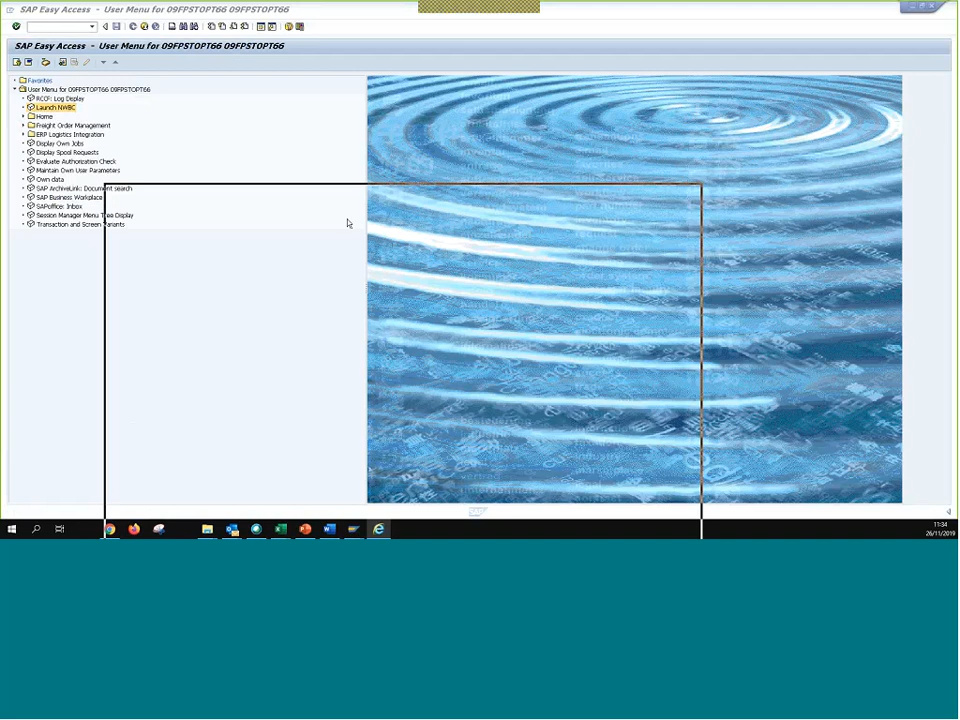 SAP Easy Access - User Menu for 09FPSTOPT66 09FPSTOPT66
SAP Easy Access - User Menu for 09FPSTOPT66 09FPSTOPT66
Favorites
User Menu for 09FPSTOPT66 09FPSTOPT66
RCCF: Log Display
Launch NWBC
Home
Freight Order Management
ERP Logistics Integration
Display Own Jobs
Display Spool Requests
Evaluate Authorization Check
Maintain Own User Parameters
Own data
SAP ArchiveLink: Document search
SAP Business Workplace
SAPoffice: Inbox
Session Manager Menu Tree Display
Transaction and Screen Variants
marketplace
SAP
11:34
26/11/2019